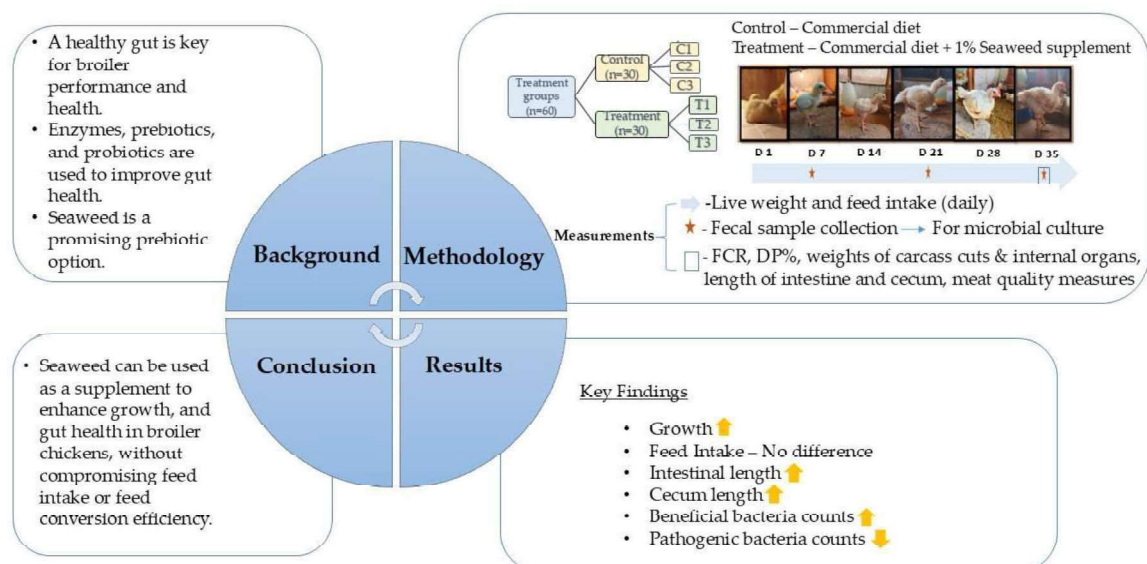 • A healthy gut is key
for broiler
performance and
health.
• Enzymes, prebiotics,
and probiotics are
used to improve gut
health.
• Seaweed is a
promising prebiotic
option.
Background
Methodology
Treatment
groups
(n=60)
Control
(n=30)
C1
C2
C3
Treatment
(n=30)
T1
T2
T3
Control – Commercial diet
Treatment – Commercial diet + 1% Seaweed supplement
D 1
D 7
D 14
D 21
D 28
D 35
Measurements
-Live weight and feed intake (daily)
- Fecal sample collection → For microbial culture
- FCR, DP%, weights of carcass cuts & internal organs,
length of intestine and cecum, meat quality measures
Conclusion
Results
• Seaweed can be used
as a supplement to
enhance growth, and
gut health in broiler
chickens, without
compromising feed
intake or feed
conversion efficiency.
Key Findings
• Growth
• Feed Intake – No difference
• Intestinal length
• Cecum length
• Beneficial bacteria counts
• Pathogenic bacteria counts